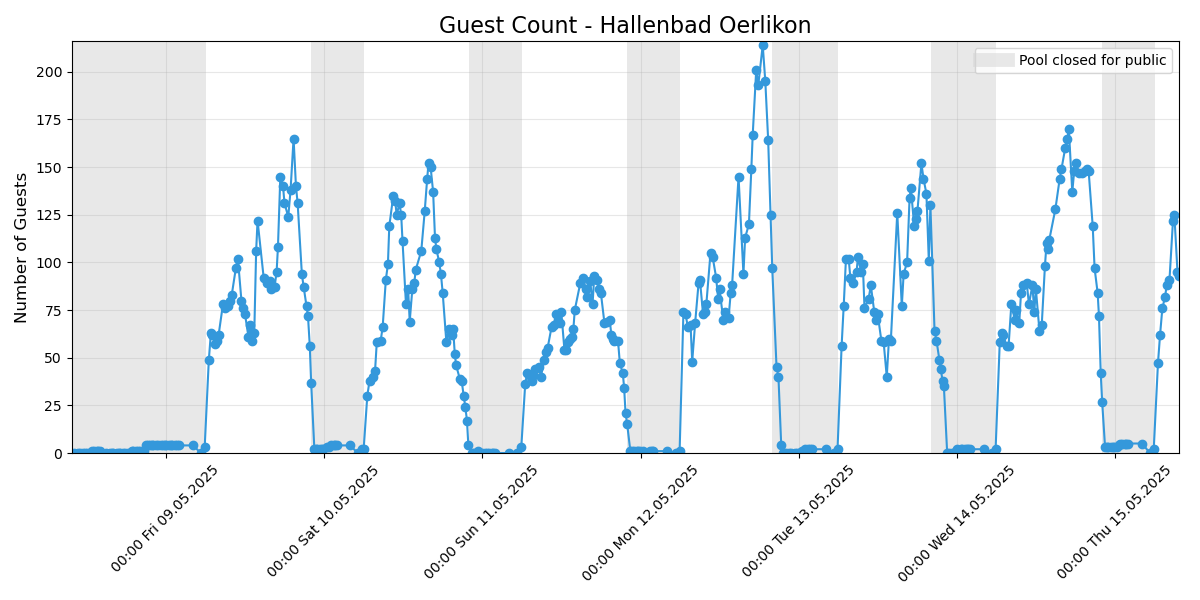 Guest Count - Hallenbad Oerlikon
Pool closed for public
Number of Guests
200
175
150
125
100
75
50
25
0
00:00 Fri 09.05.2025
00:00 Sat 10.05.2025
00:00 Sun 11.05.2025
00:00 Mon 12.05.2025
00:00 Tue 13.05.2025
00:00 Wed 14.05.2025
00:00 Thu 15.05.2025